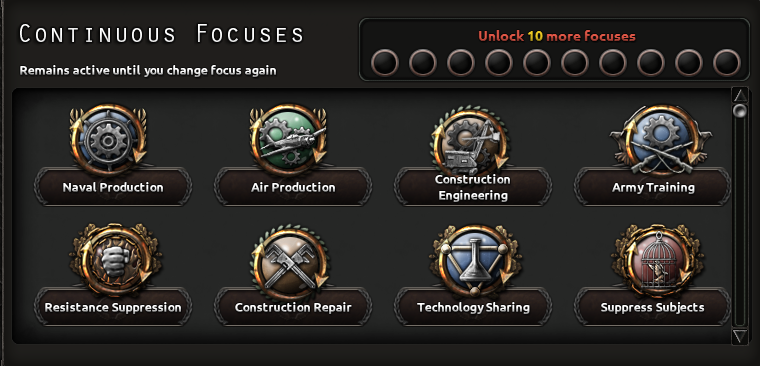 Continuous Focuses
Unlock 10 more focuses
Remains active until you change focus again
Naval Production
Air Production
Construction
Engineering
Army Training
Resistance Suppression
Construction Repair
Technology Sharing
Suppress Subjects